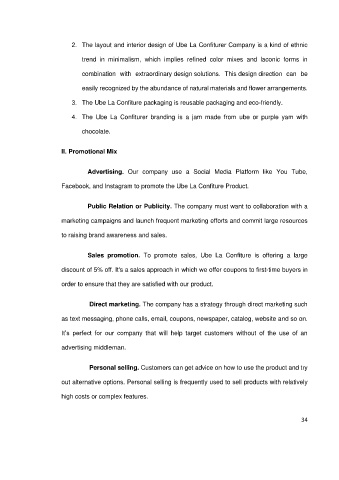 2. The layout and interior design of Ube La Confiturer Company is a kind of ethnic
trend in minimalism, which implies refined color mixes and laconic forms in
combination with extraordinary design solutions. This design direction can be
easily recognized by the abundance of natural materials and flower arrangements.
3. The Ube La Confiture packaging is reusable packaging and eco-friendly.
4. The Ube La Confiturer branding is a jam made from ube or purple yam with
chocolate.
II. Promotional Mix
Advertising. Our company use a Social Media Platform like You Tube,
Facebook, and Instagram to promote the Ube La Confiture Product.
Public Relation or Publicity. The company must want to collaboration with a
marketing campaigns and launch frequent marketing efforts and commit large resources
to raising brand awareness and sales.
Sales promotion. To promote sales, Ube La Confiture is offering a large
discount of 5% off. It's a sales approach in which we offer coupons to first-time buyers in
order to ensure that they are satisfied with our product.
Direct marketing. The company has a strategy through direct marketing such
as text messaging, phone calls, email, coupons, newspaper, catalog, website and so on.
It's perfect for our company that will help target customers without of the use of an
advertising middleman.
Personal selling. Customers can get advice on how to use the product and try
out alternative options. Personal selling is frequently used to sell products with relatively
high costs or complex features.
34